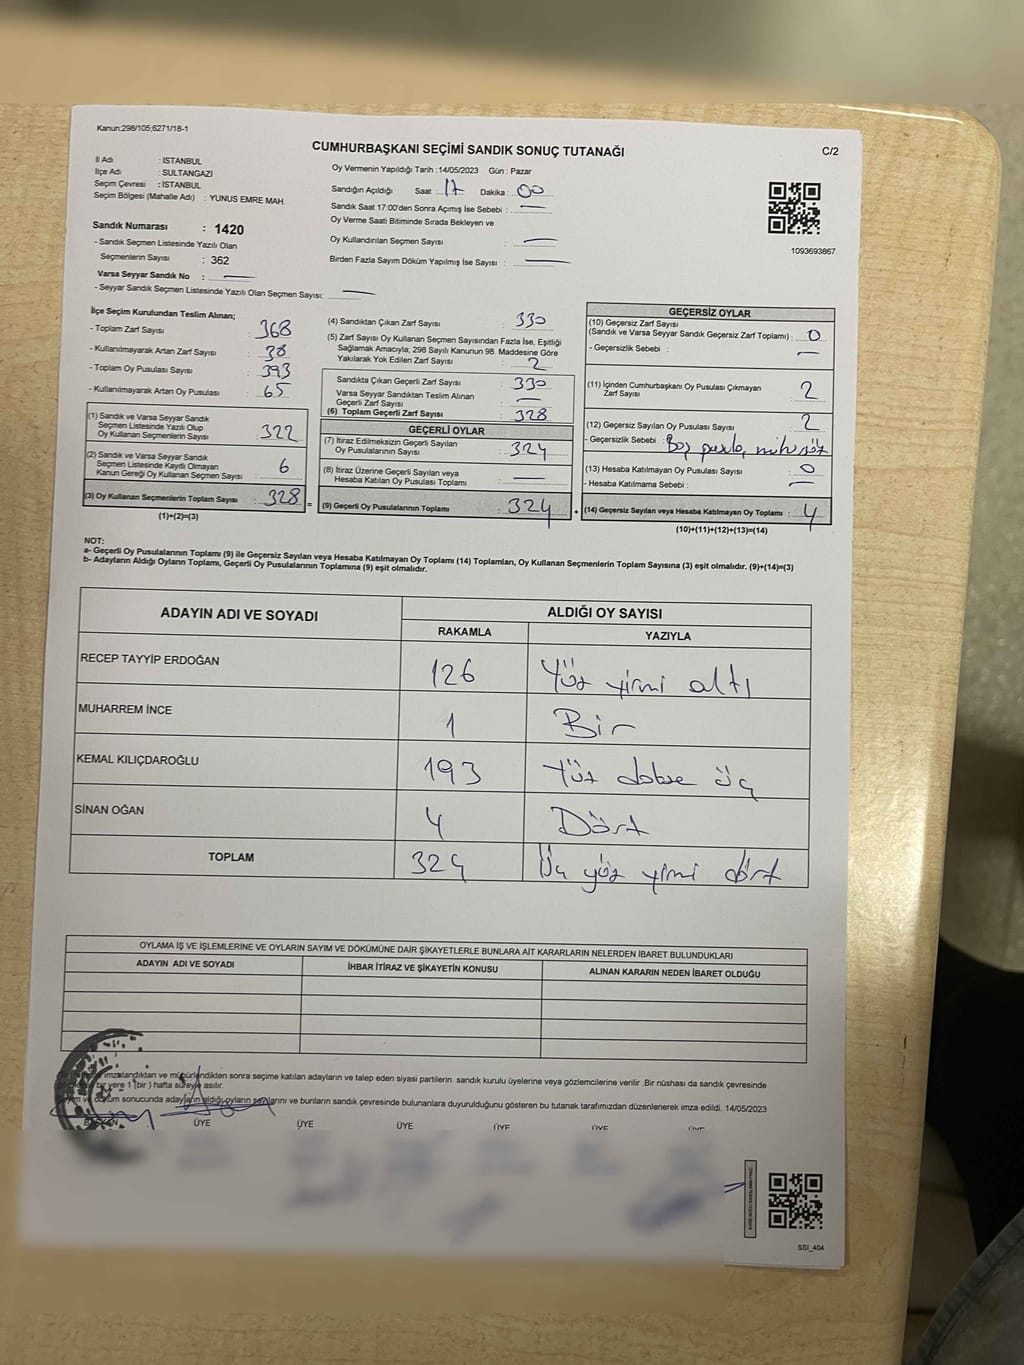 Kanun:298/105;6271/18-1
CUMHURBAŞKANI SEÇİMİ SANDIK SONUÇ TUTANAĞI
C/2
İl Adı : İSTANBUL
İlçe Adı : SULTANGAZİ
Seçim Çevresi : İSTANBUL
Seçim Bölgesi (Mahalle Adı) : YUNUS EMRE MAH.
Sandık Numarası : 1420
- Sandık Seçmen Listesinde Yazılı Olan
Seçmenlerin Sayısı : 362
Varsa Seyyar Sandık No : —
- Seyyar Sandık Seçmen Listesinde Yazılı Olan Seçmen Sayısı: —
Oy Vermenin Yapıldığı Tarih :14/05/2023 Gün : Pazar
Sandığın Açıldığı Saat : 17 Dakika : 00
Sandık Saat 17:00'den Sonra Açımış İse Sebebi : —
Oy Verme Saati Bitiminde Sırada Bekleyen ve
Oy Kullandırılan Seçmen Sayısı : —
Birden Fazla Sayım Döküm Yapılmış İse Sayısı : —
1093693867
İlçe Seçim Kurulundan Teslim Alınan;
- Toplam Zarf Sayısı : 368
- Kullanılmayarak Artan Zarf Sayısı : 38
- Toplam Oy Pusulası Sayısı : 393
- Kullanılmayarak Artan Oy Pusulası : 65
(1) Sandık ve Varsa Seyyar Sandık
Seçmen Listesinde Yazılı Olup
Oy Kullanan Seçmenlerin Sayısı : 322
(2) Sandık ve Varsa Seyyar Sandık
Seçmen Listesinde Kayıtlı Olmayan
Kanun Gereği Oy Kullanan Seçmen Sayısı : 6
(3) Oy Kullanan Seçmenlerin Toplam Sayısı : 328 =
(1)+(2)=(3)
(4) Sandıktan Çıkan Zarf Sayısı : 330
(5) Zarf Sayısı Oy Kullanan Seçmen Sayısından Fazla İse, Eşitliği
Sağlamak Amacıyla; 298 Sayılı Kanunun 98. Maddesine Göre
Yakılarak Yok Edilen Zarf Sayısı : 2
Sandıkta Çıkan Geçerli Zarf Sayısı : 330
Varsa Seyyar Sandıktan Teslim Alınan
Geçerli Zarf Sayısı : —
(6) Toplam Geçerli Zarf Sayısı : 328
GEÇERLİ OYLAR
(7) İtiraz Edilmeksizin Geçerli Sayılan
Oy Pusulasının Sayısı : 324
(8) İtiraz Üzerine Geçerli Sayılan veya
Hesaba Katılan Oy Pusulası Toplamı : —
(9) Geçerli Oy Pusulalarının Toplamı : 324 +
GEÇERSİZ OYLAR
(10) Geçersiz Zarf Sayısı
(Sandık ve Varsa Seyyar Sandık Geçersiz Zarf Toplamı) : 0
- Geçersizlik Sebebi : —
(11) İçinden Cumhurbaşkanı Oy Pusulası Çıkmayan
Zarf Sayısı : 2
(12) Geçersiz Sayılan Oy Pusulası Sayısı : 2
- Geçersizlik Sebebi : Boş pusula,
(13) Hesaba Katılmayan Oy Pusulası Sayısı : 0
- Hesaba Katılmama Sebebi : —
(14) Geçersiz Sayılan veya Hesaba Katılmayan Oy Toplamı : 4
(10)+(11)+(12)+(13)=(14)
NOT:
a- Geçerli Oy Pusulalarının Toplamı (9) ile Geçersiz Sayılan veya Hesaba Katılmayan Oy Toplamı (14) Toplamları, Oy Kullanan Seçmenlerin Toplam Sayısına (3) eşit olmalıdır. (9)+(14)=(3)
b- Adayların Aldığı Oyların Toplamı, Geçerli Oy Pusulalarının Toplamına (9) eşit olmalıdır.
ADAYIN ADI VE SOYADI ALDIĞI OY SAYISI
RAKAMLA YAZIYLA
RECEP TAYYİP ERDOĞAN 126 Yüz yirmi altı
MUHARREM İNCE 1 Bir
KEMAL KILIÇDAROĞLU 193 Yüz doksan üç
SİNAN OĞAN 4 Dört
TOPLAM 324 Üç yüz yirmi dört
OYLAMA İŞ VE İŞLEMLERİNE VE OYLARIN SAYIM VE DÖKÜMÜNE DAİR ŞİKAYETLERLE BUNLARA AİT KARARLARIN NELERDEN İBARET BULUNDUKLARI
ADAYIN ADI VE SOYADI İHBAR İTİRAZ VE ŞİKAYETİN KONUSU ALINAN KARARIN NEDEN İBARET OLDUĞU
imzalandıktan ve mühürlendikten sonra seçime katılan adayların ve talep eden siyasi partilerin sandık kurulu üyelerine veya gözlemcilerine verilir. Bir nüshası da sandık çevresinde
bir yere 1 (bir) hafta süreyle asılır.
ve döküm sonucunda adayların aldığı oyların sayılarını ve bunların sandık çevresinde bulunanlara duyurulduğunu gösteren bu tutanak tarafımızdan düzenlenerek imza edildi. 14/05/2023
BAŞKAN ÜYE ÜYE ÜYE ÜYE ÜYE ÜYE
SSI_404